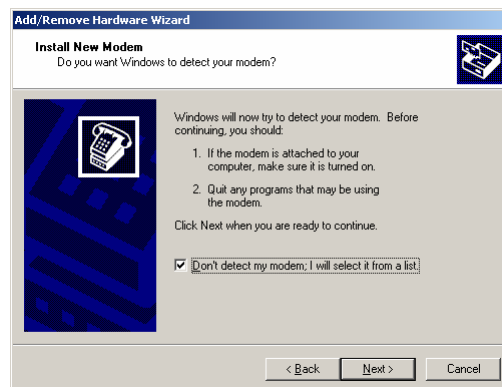 Add/Remove Hardware Wizard
Install New Modem
Do you want Windows to detect your modem?
Windows will now try to detect your modem. Before
continuing, you should:
1. If the modem is attached to your
computer, make sure it is turned on.
2. Quit any programs that may be using
the modem.
Click Next when you are ready to continue.
Don't detect my modem; I will select it from a list.
< Back
Next >
Cancel